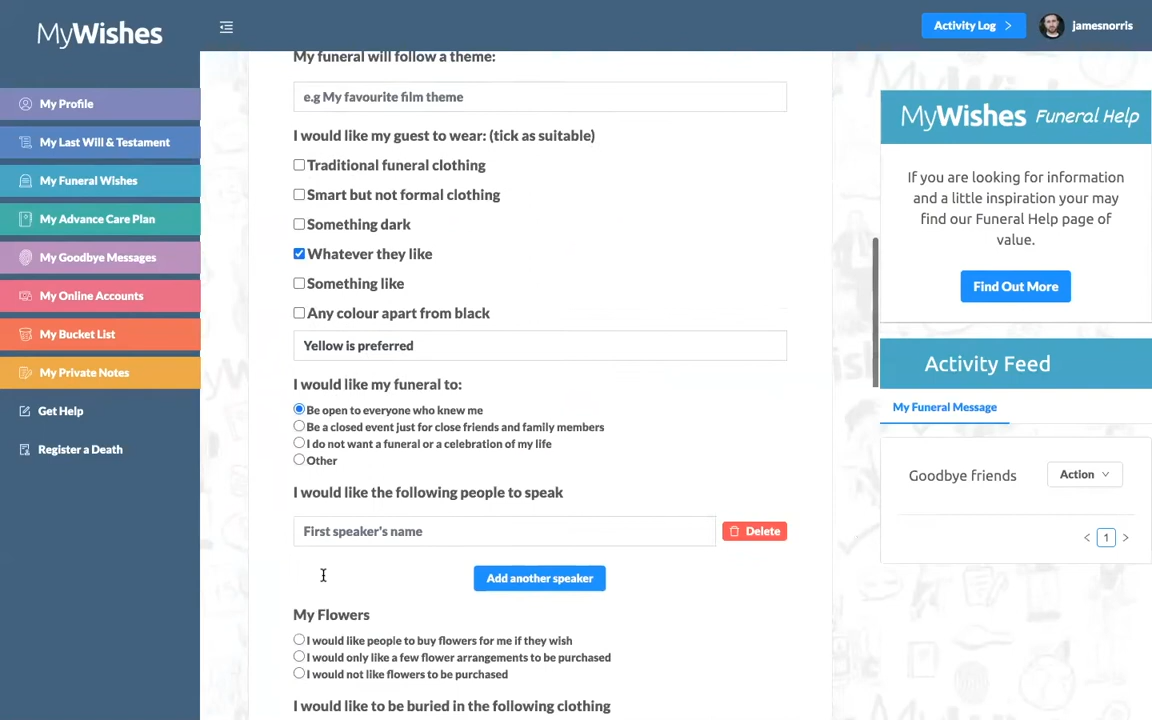 MyWishes
Activity Log >
jamesnorris
My Profile
My Last Will & Testament
My Funeral Wishes
My Advance Care Plan
My Goodbye Messages
My Online Accounts
My Bucket List
My Private Notes
Get Help
Register a Death
My funeral will follow a theme:
e.g My favourite film theme
I would like my guest to wear: (tick as suitable)
Traditional funeral clothing
Smart but not formal clothing
Something dark
Whatever they like
Something like
Any colour apart from black
Yellow is preferred
I would like my funeral to:
Be open to everyone who knew me
Be a closed event just for close friends and family members
I do not want a funeral or a celebration of my life
Other
I would like the following people to speak
First speaker's name
Delete
Add another speaker
My Flowers
I would like people to buy flowers for me if they wish
I would only like a few flower arrangements to be purchased
I would not like flowers to be purchased
I would like to be buried in the following clothing
MyWishes Funeral Help
If you are looking for information
and a little inspiration your may
find our Funeral Help page of
value.
Find Out More
Activity Feed
My Funeral Message
Goodbye friends
Action
< 1 >